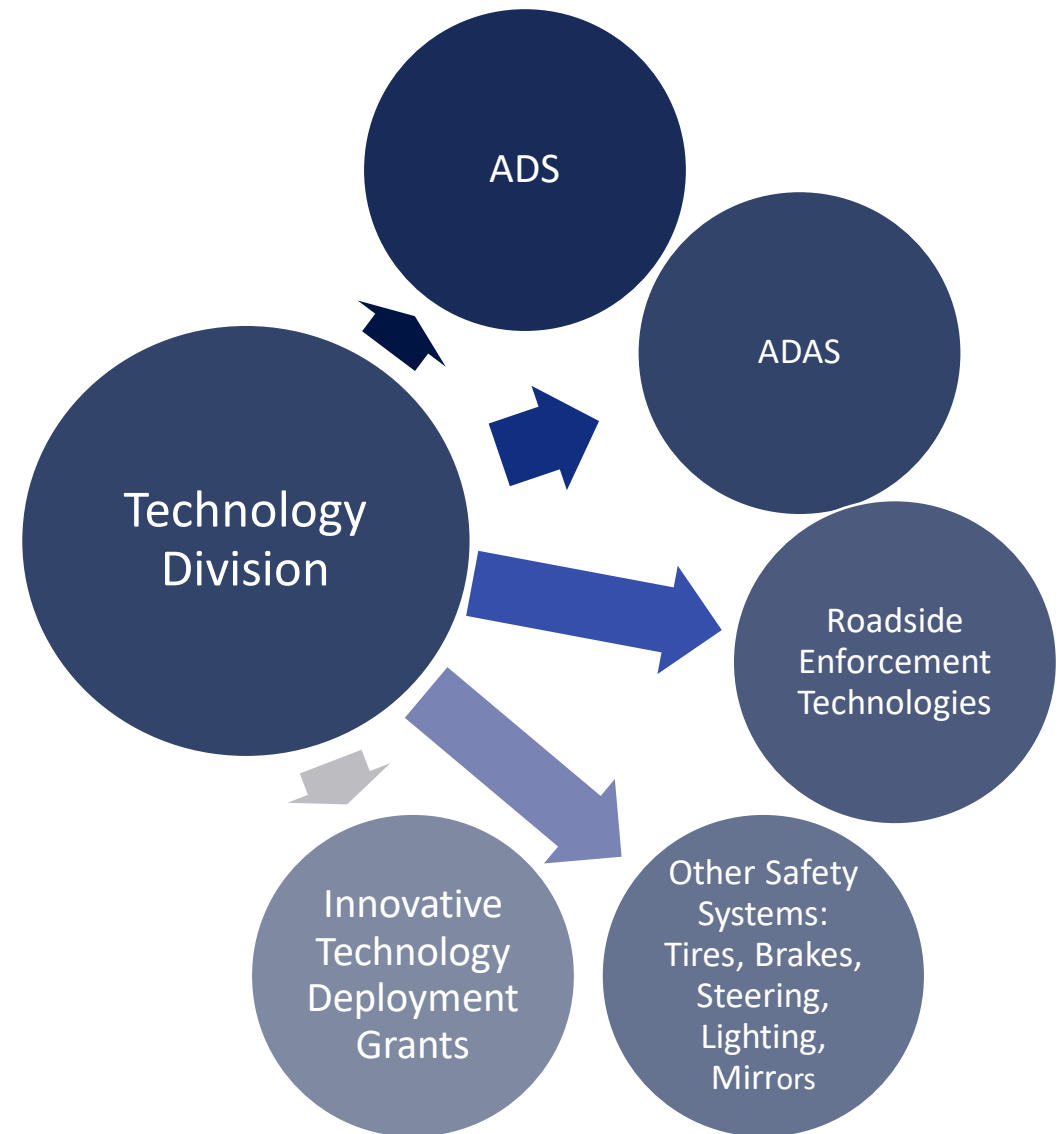 ADS
ADAS
Technology
Division
Roadside
Enforcement
Technologies
Other Safety
Systems:
Tires, Brakes,
Steering,
Lighting,
Mirrors
Innovative
Technology
Deployment
Grants